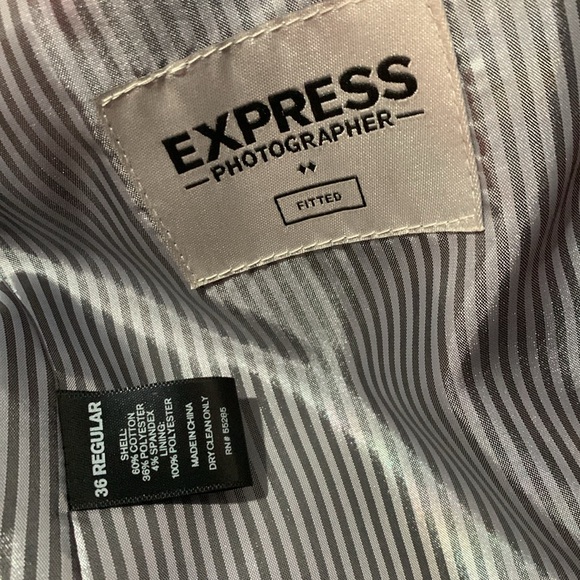 EXPRESS
PHOTOGRAPHER
FITTED
36 REGULAR
SHELL:
60% COTTON
36% POLYESTER
4% SPANDEX
LINING:
100% POLYESTER
MADE IN CHINA
DRY CLEAN ONLY
RN# 55285